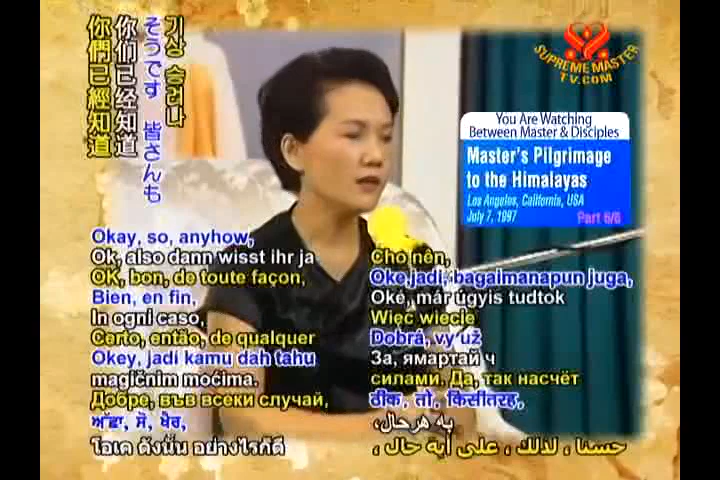 기상 승러나
そうです 皆さんも
你们已经知道
你們已經知道
SUPREME MASTER
TV.COM
You Are Watching
Between Master & Disciples
Master's Pilgrimage
to the Himalayas
Los Angeles, California, USA
July 7, 1997
Part 6/6
Okay, so, anyhow,
Ok, also dann wisst ihr ja
OK, bon, de toute façon,
Bien, en fin,
In ogni caso,
Certo, então, de qualquer
Okey, jadi kamu dah tahu
magičnim moćima.
Добре, във всеки случай,
ਅੱਛਾ, ਸੋ, ਖੈਰ,
โอเค ดังนั้น อย่างไรก็ดี
Cho nên,
Oke jadi, bagaimanapun juga,
Oké, már úgyis tudtok
Więc wiecie
Dobrá, vy už
За, ямартай ч
силами. Да, так насчёт
ठीक, तो, किसीतरह,
به هرحال،
حسنا ، لذلك ، على أية حال ،